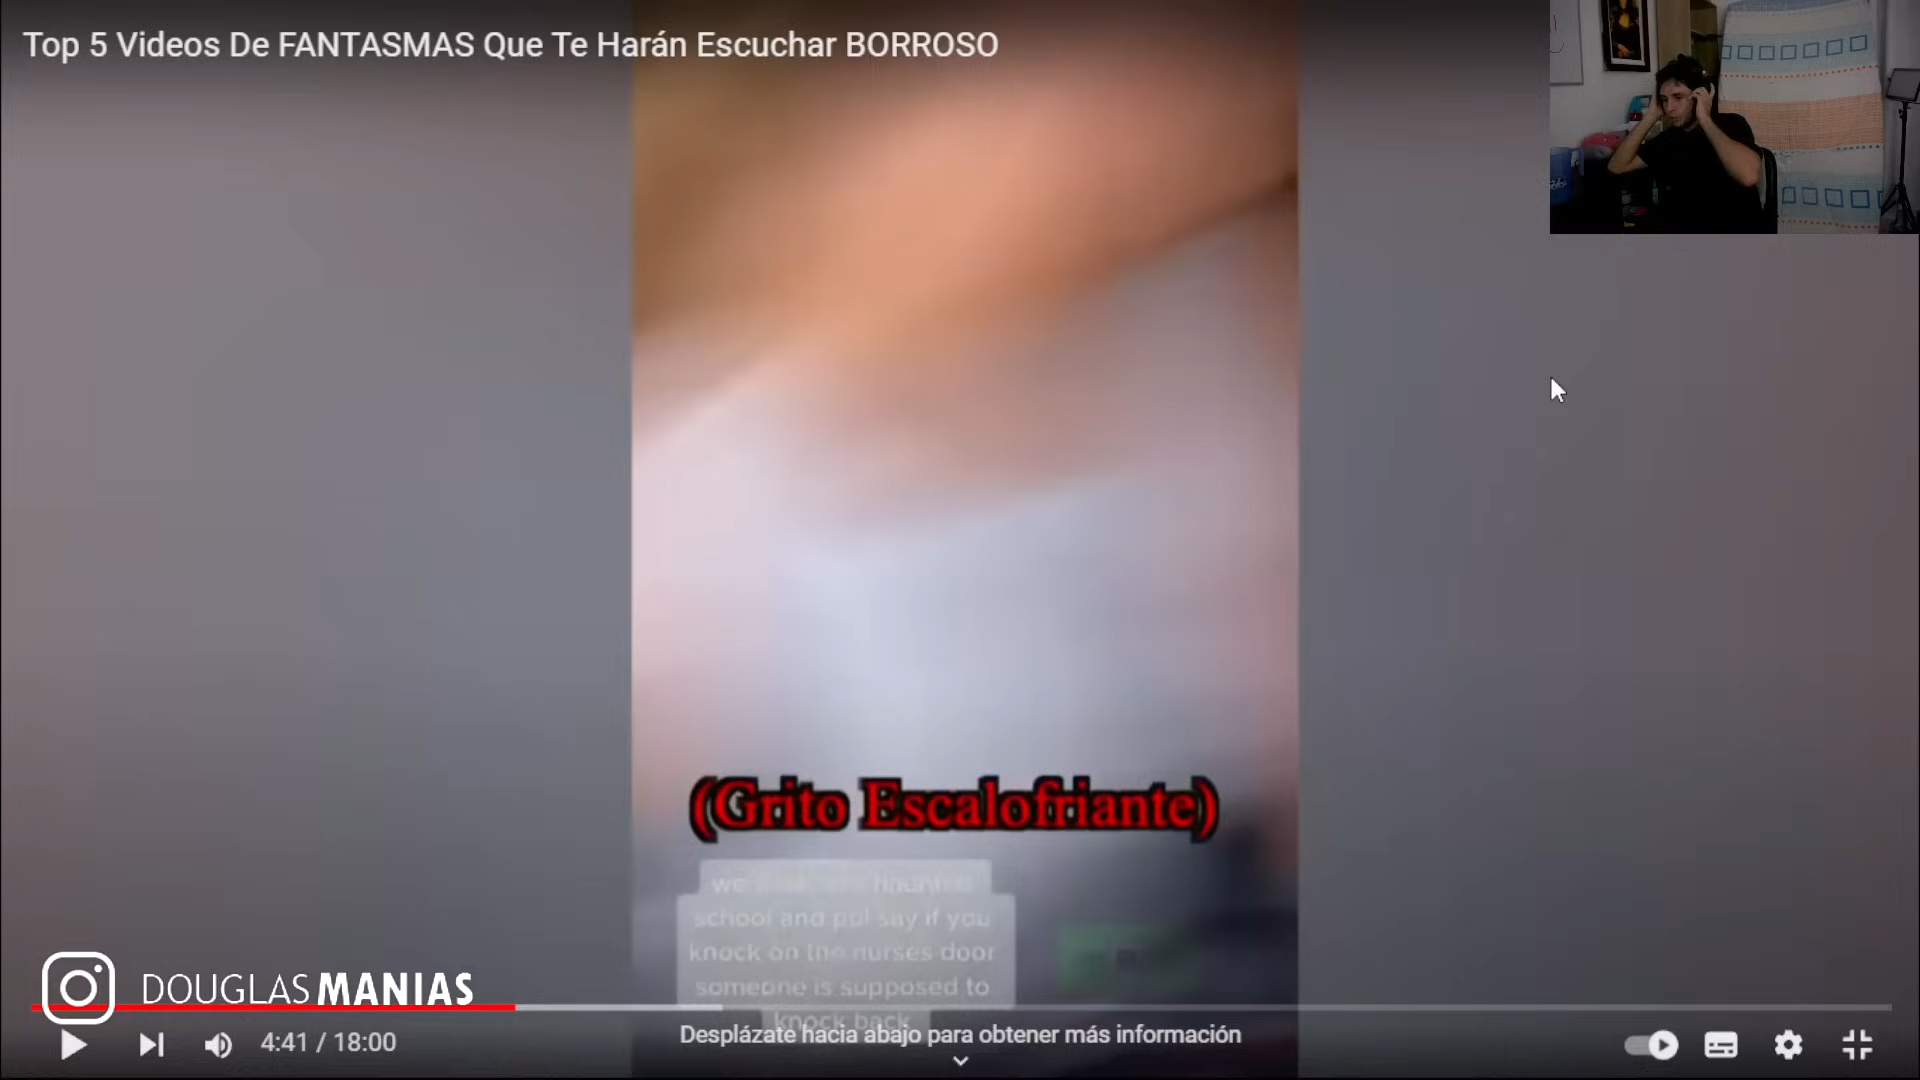 Top 5 Videos De FANTASMAS Que Te Harán Escuchar BORROSO
(Grito Escalofriante)
we haunted
school and ppl say if you
knock on the nurses door
someone is supposed to
knock back
DOUGLASMANIAS
4:41 / 18:00
Desplázate hacia abajo para obtener más información